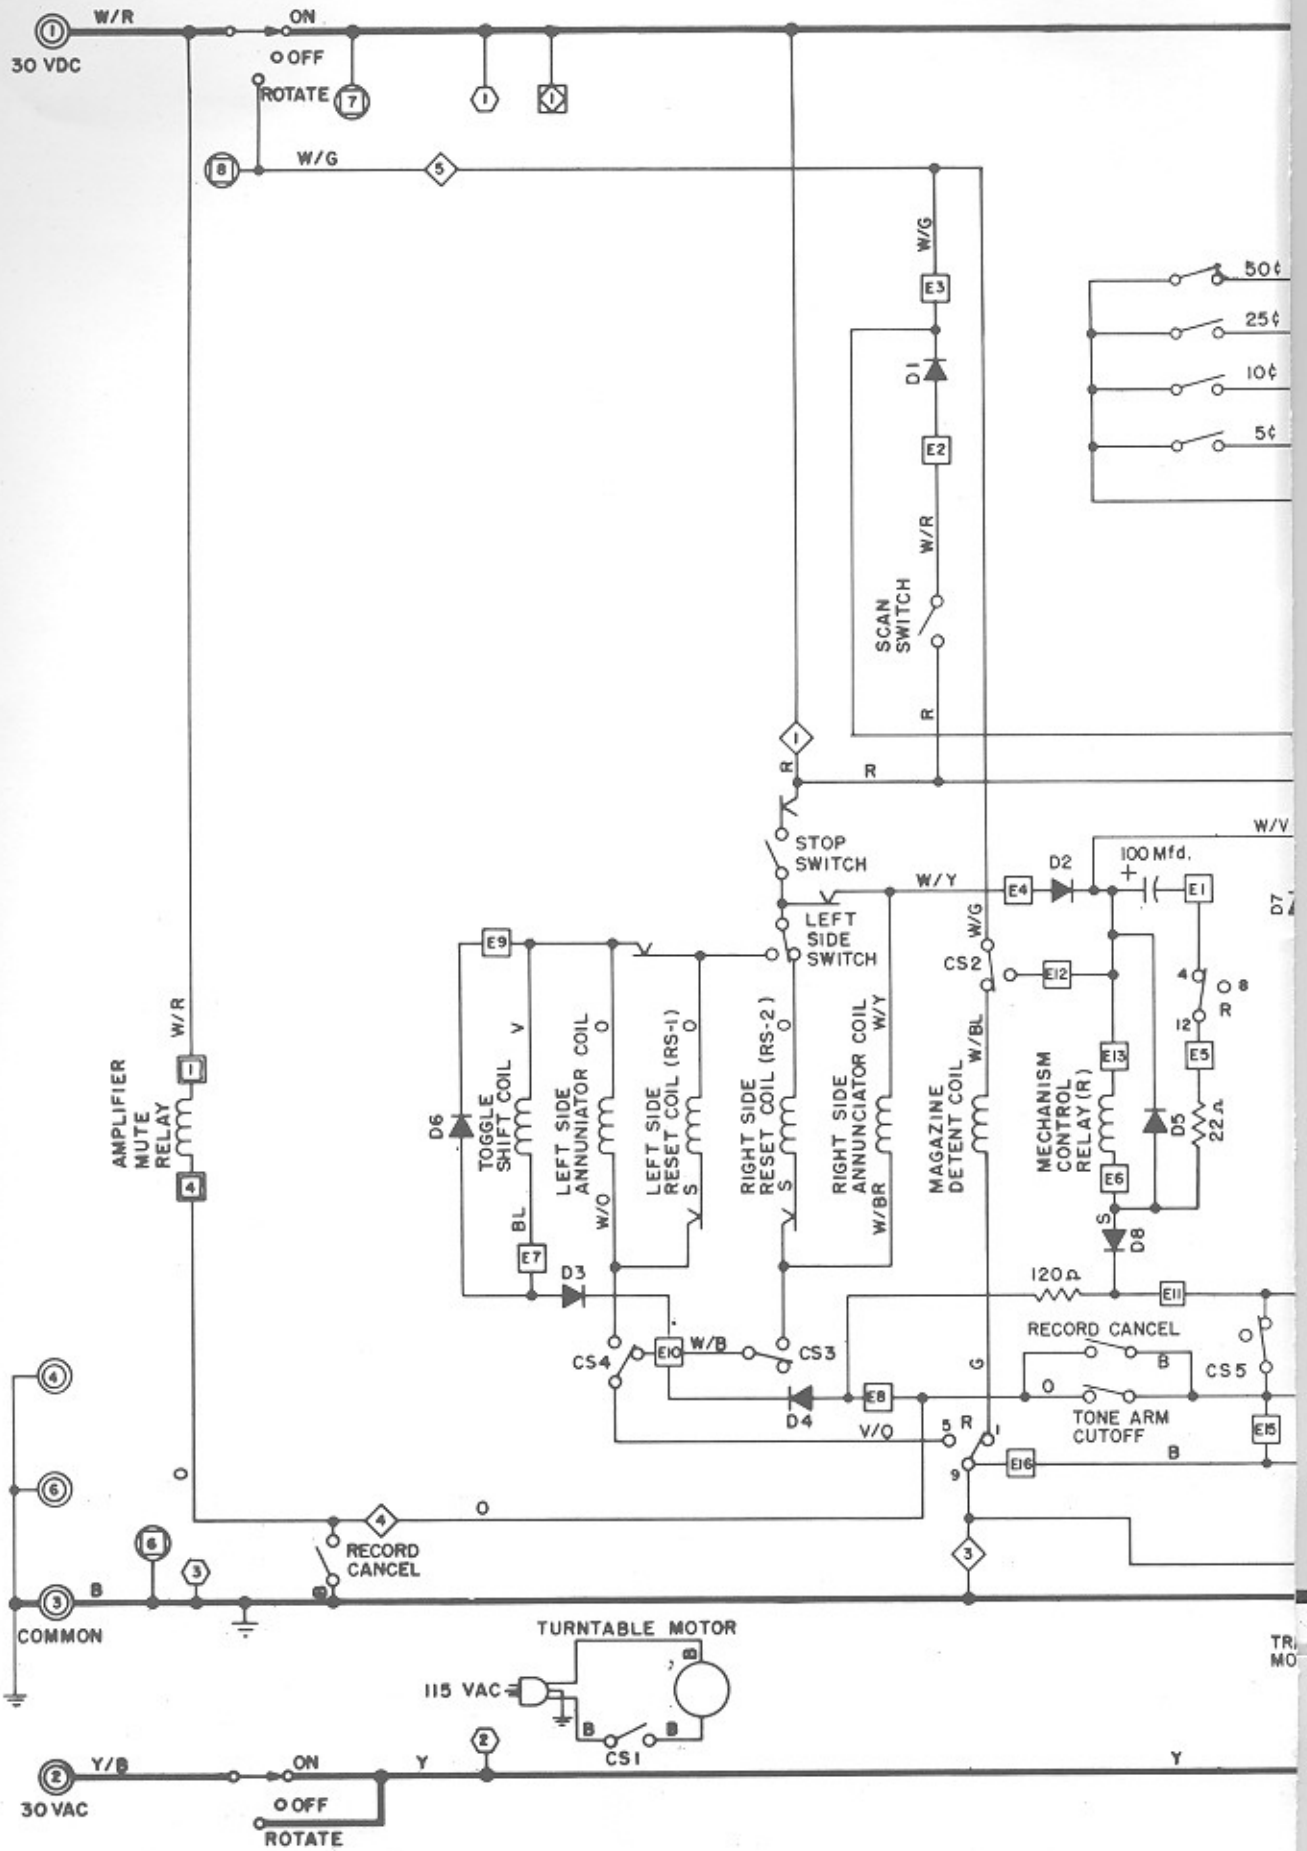 W/R
ON
1
30 VDC
OFF
ROTATE
7
1
1
8
W/G
5
W/G
E3
50¢
25¢
10¢
5¢
D1
E2
W/R
SCAN
SWITCH
R
1
R
R
STOP
SWITCH
W/V
D2
100 Mfd.
+
W/Y
E4
E1
D7
LEFT
SIDE
SWITCH
E9
W/G
CS2
E12
4
8
R
12
W/R
1
AMPLIFIER
MUTE
RELAY
4
D6
V
TOGGLE
SHIFT COIL
BL
E7
O
LEFT SIDE
ANNUNIATOR COIL
W/O
O
LEFT SIDE
RESET COIL (RS-1)
S
O
RIGHT SIDE
RESET COIL (RS-2)
S
W/Y
RIGHT SIDE
ANNUNCIATOR COIL
W/BR
W/BL
MAGAZINE
DETENT COIL
G
E13
MECHANISM
CONTROL
RELAY (R)
E6
S
D8
D5
E5
22Ω
D3
120Ω
E11
RECORD CANCEL
B
CS4
E10
W/B
CS3
CS5
D4
E8
O
TONE ARM
CUTOFF
V/O
5
R
1
9
E16
B
E15
4
6
O
4
O
RECORD
CANCEL
B
3
6
3
B
3
COMMON
TURNTABLE MOTOR
B
115 VAC
B
B
CS1
TR
MO
2
Y/B
ON
Y
2
Y
30 VAC
OFF
ROTATE